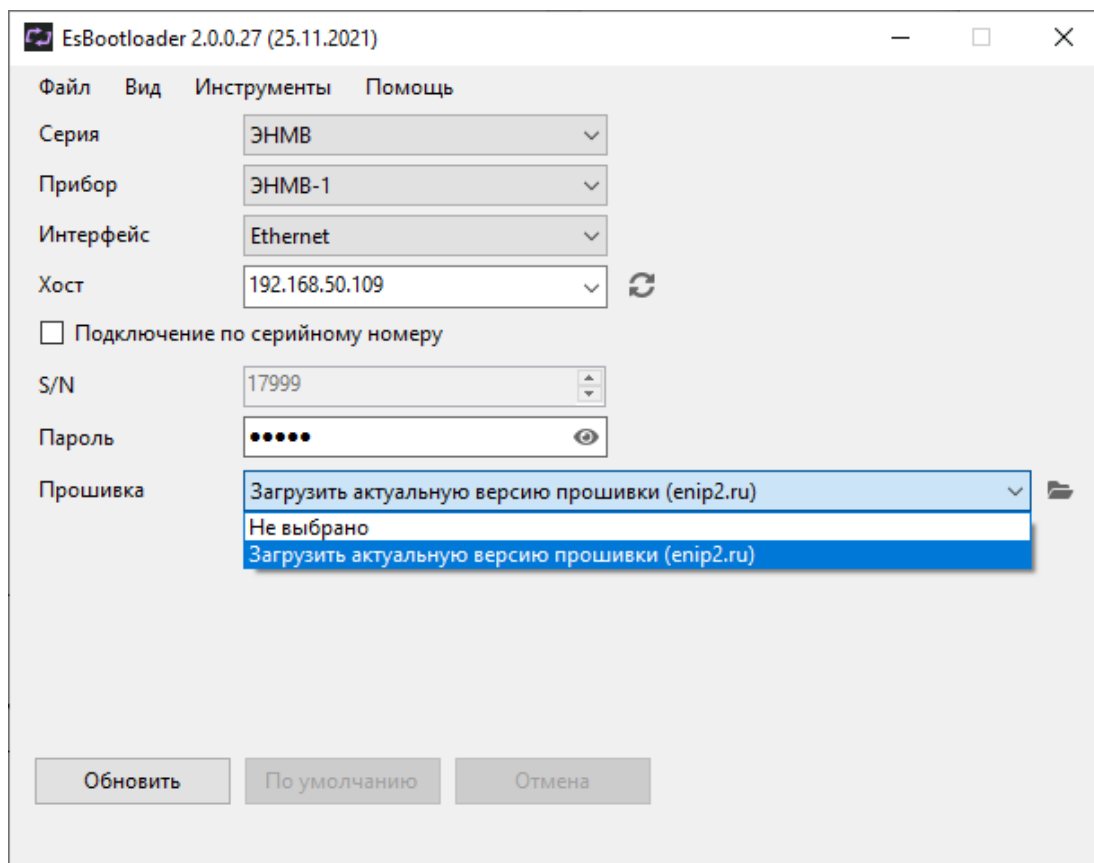 EsBootloader 2.0.0.27 (25.11.2021)
Файл Вид Инструменты Помощь
Серия ЭНМВ
Прибор ЭНМВ-1
Интерфейс Ethernet
Хост 192.168.50.109
Подключение по серийному номеру
S/N 17999
Пароль •••••
Прошивка Загрузить актуальную версию прошивки (enip2.ru)
Не выбрано
Загрузить актуальную версию прошивки (enip2.ru)
Обновить По умолчанию Отмена